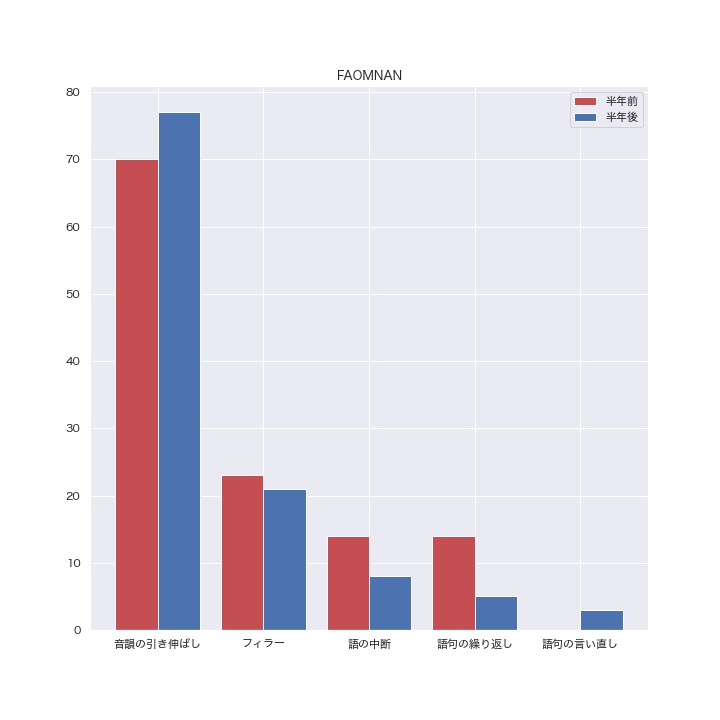 FAOMNAN
半年前
半年後
80
70
60
50
40
30
20
10
0
音韻の引き伸ばし
フィラー
語の中断
語句の繰り返し
語句の言い直し